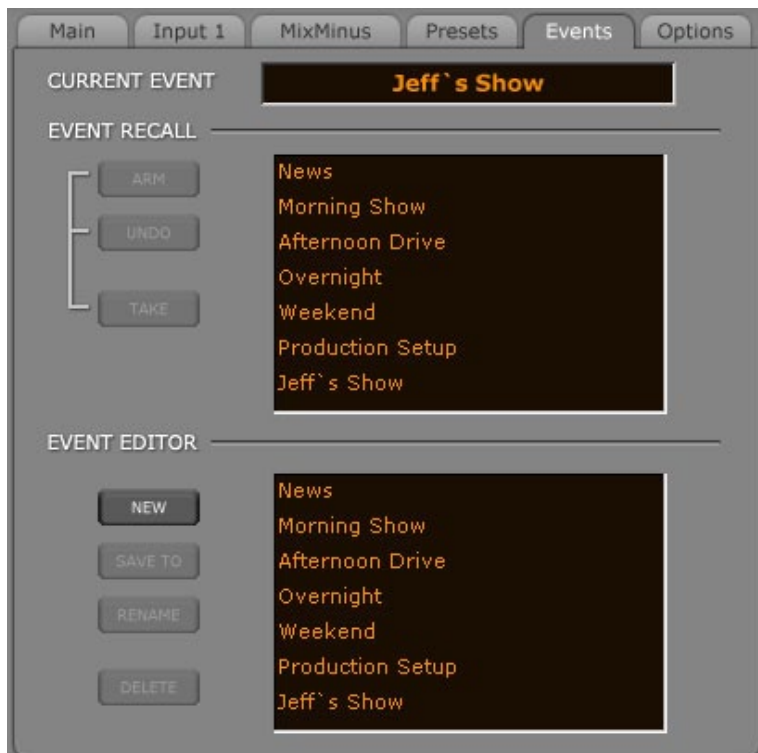 Main Input 1 MixMinus Presets Events Options
CURRENT EVENT Jeff`s Show
EVENT RECALL
ARM
UNDO
TAKE
News
Morning Show
Afternoon Drive
Overnight
Weekend
Production Setup
Jeff`s Show
EVENT EDITOR
NEW
SAVE TO
RENAME
DELETE
News
Morning Show
Afternoon Drive
Overnight
Weekend
Production Setup
Jeff`s Show